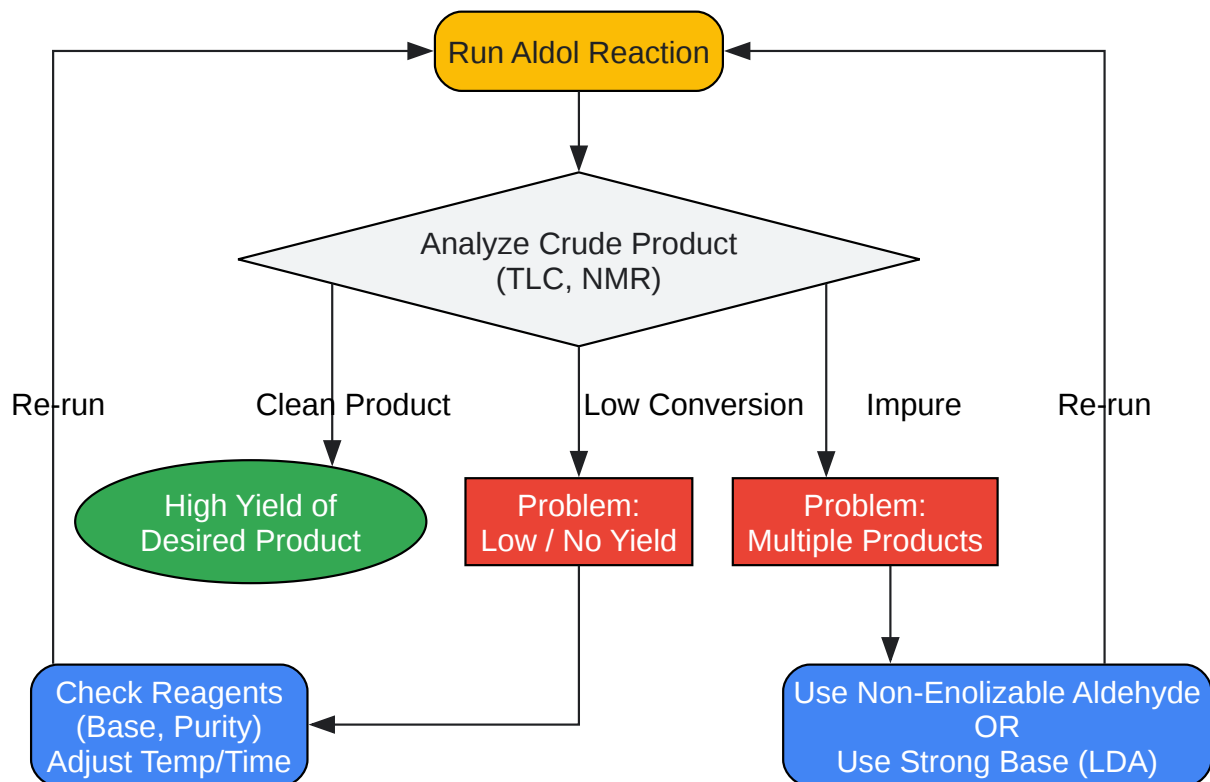 Run Aldol Reaction
Analyze Crude Product
(TLC, NMR)
Re-run
Clean Product
Low Conversion
Impure
Re-run
High Yield of
Desired Product
Problem:
Low / No Yield
Problem:
Multiple Products
Check Reagents
(Base, Purity)
Adjust Temp/Time
Use Non-Enolizable Aldehyde
OR
Use Strong Base (LDA)